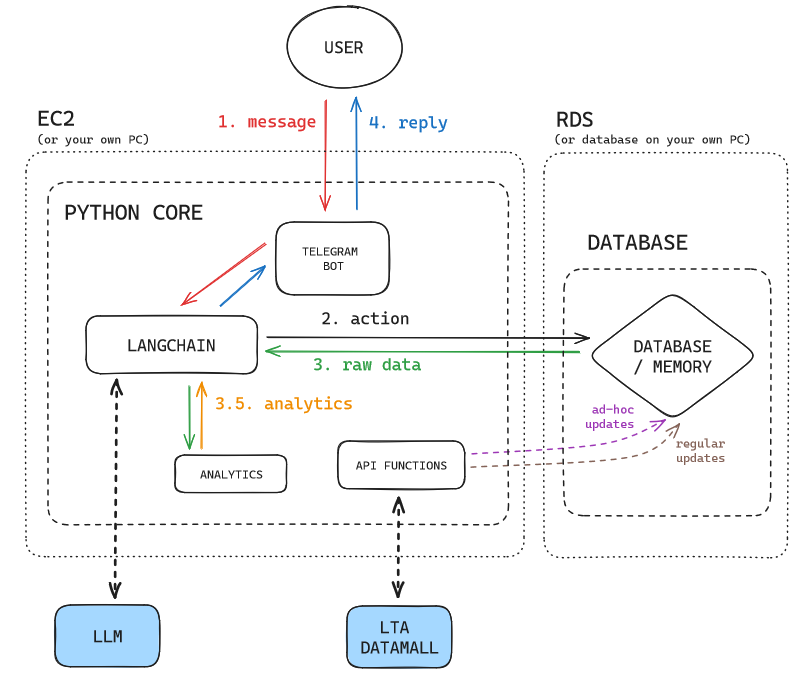 USER
1. message
4. reply
EC2
(or your own PC)
RDS
(or database on your own PC)
PYTHON CORE
TELEGRAM
BOT
DATABASE
LANGCHAIN
2. action
3. raw data
DATABASE
/ MEMORY
3.5. analytics
ad-hoc
updates
regular
updates
ANALYTICS
API FUNCTIONS
LLM
LTA
DATAMALL